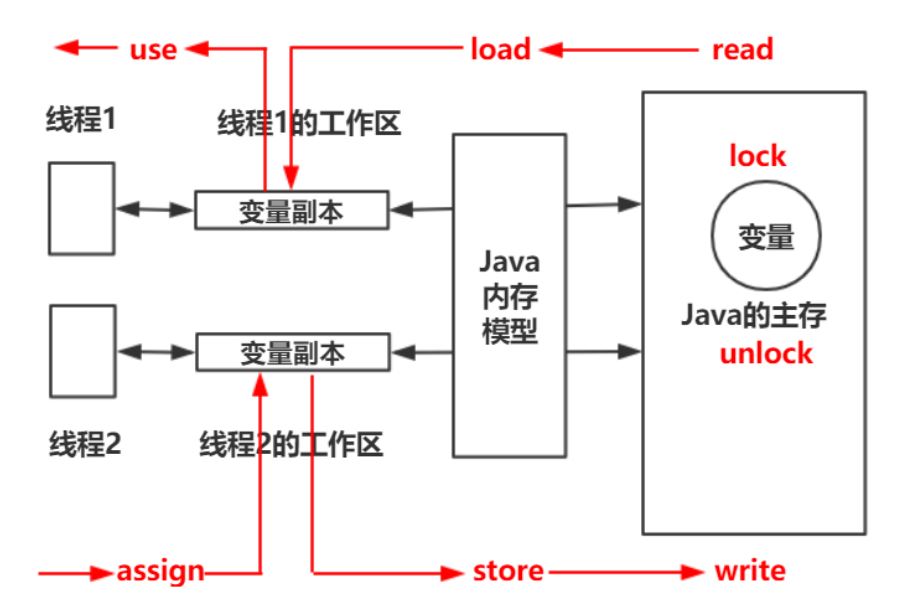 use
load
read
线程1
线程1的工作区
lock
变量副本
变量
Java
内存
模型
Java的主存
变量副本
unlock
线程2
线程2的工作区
assign
store
write